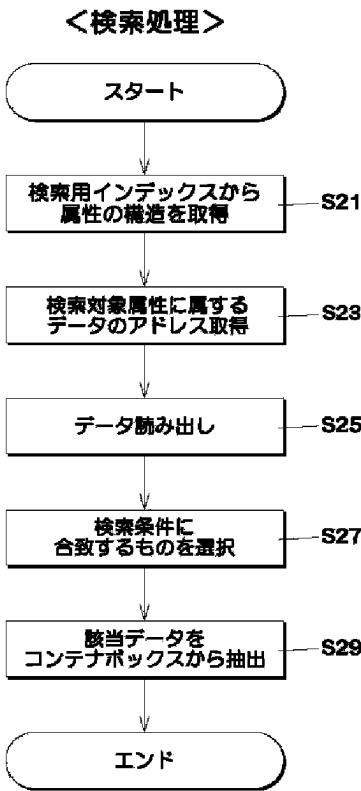 ＜検索処理＞
スタート
検索用インデックスから
属性の構造を取得
S21
検索対象属性に属する
データのアドレス取得
S23
データ読み出し
S25
検索条件に
合致するものを選択
S27
該当データを
コンテナボックスから抽出
S29
エンド